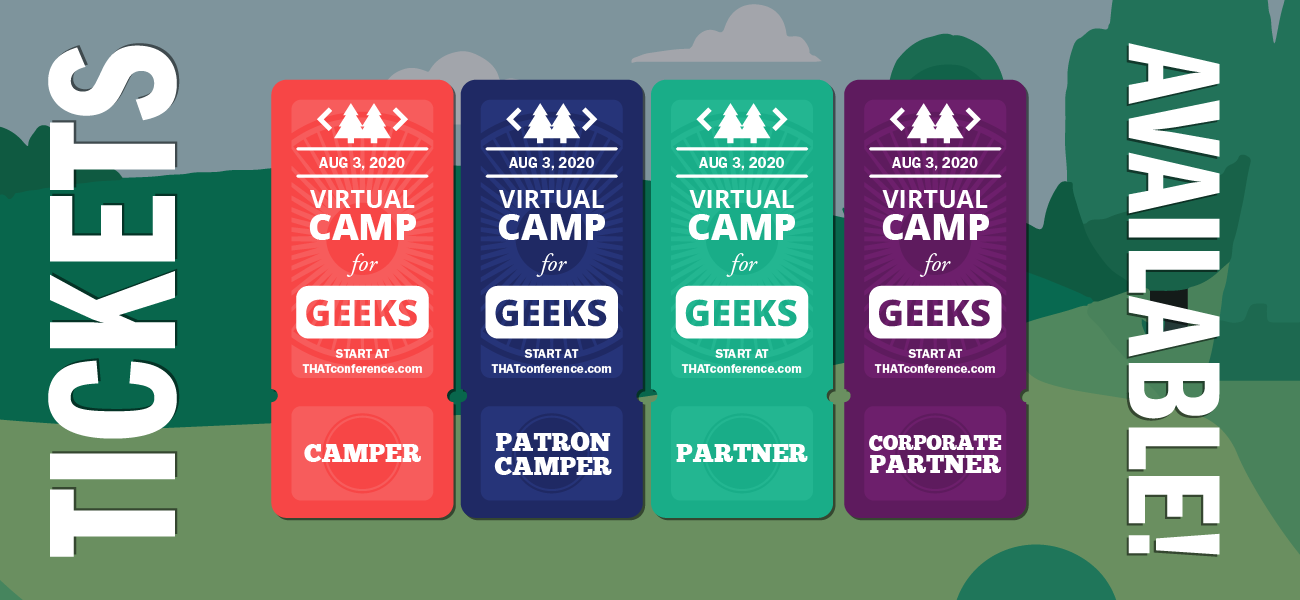 TICKETS
AUG 3, 2020
VIRTUAL
CAMP
for
GEEKS
START AT
THATconference.com
CAMPER
AUG 3, 2020
VIRTUAL
CAMP
for
GEEKS
START AT
THATconference.com
PATRON
CAMPER
AUG 3, 2020
VIRTUAL
CAMP
for
GEEKS
START AT
THATconference.com
PARTNER
AUG 3, 2020
VIRTUAL
CAMP
for
GEEKS
START AT
THATconference.com
CORPORATE
PARTNER
AVAILABLE!